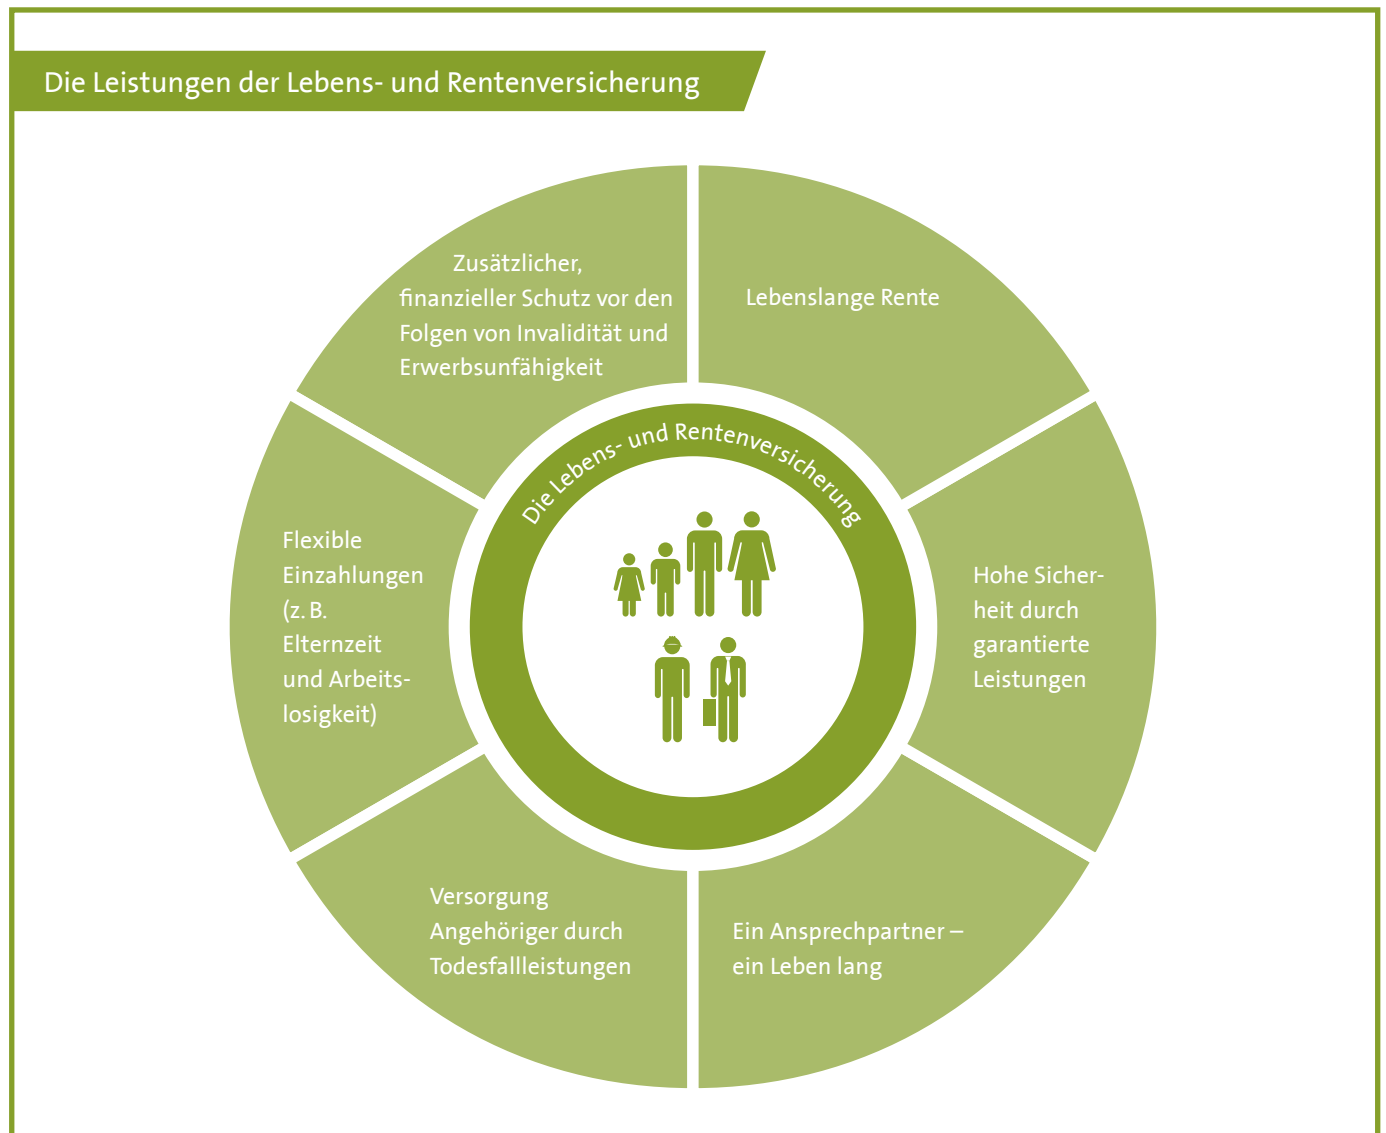 Die Leistungen der Lebens- und Rentenversicherung
Zusätzlicher,
finanzieller Schutz vor den
Folgen von Invalidität und
Erwerbsunfähigkeit
Lebenslange Rente
Die Lebens- und Rentenversicherung
Flexible
Einzahlungen
(z. B.
Elternzeit
und Arbeits-
losigkeit)
Hohe Sicher-
heit durch
garantierte
Leistungen
Versorgung
Angehöriger durch
Todesfallleistungen
Ein Ansprechpartner –
ein Leben lang